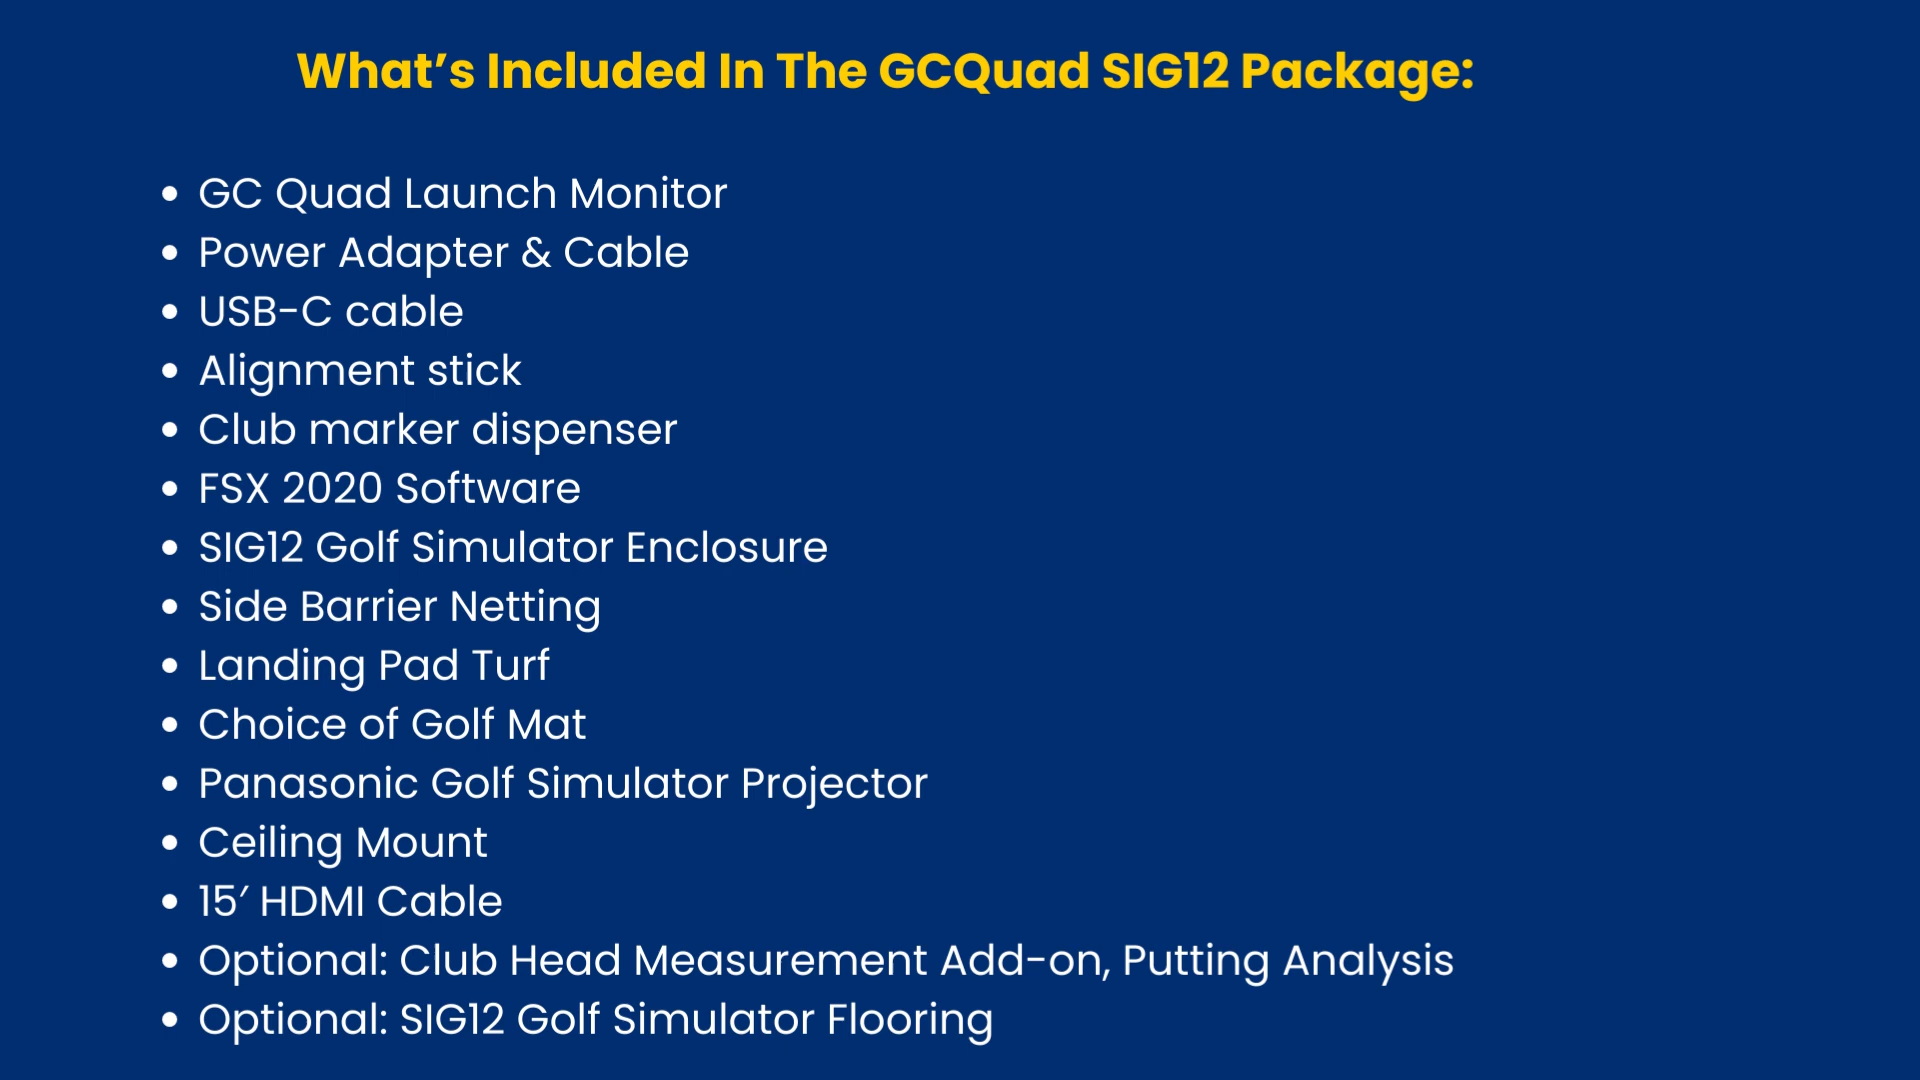 What’s Included In The GCQuad SIG12 Package:
• GC Quad Launch Monitor
• Power Adapter & Cable
• USB-C cable
• Alignment stick
• Club marker dispenser
• FSX 2020 Software
• SIG12 Golf Simulator Enclosure
• Side Barrier Netting
• Landing Pad Turf
• Choice of Golf Mat
• Panasonic Golf Simulator Projector
• Ceiling Mount
• 15′ HDMI Cable
• Optional: Club Head Measurement Add-on, Putting Analysis
• Optional: SIG12 Golf Simulator Flooring